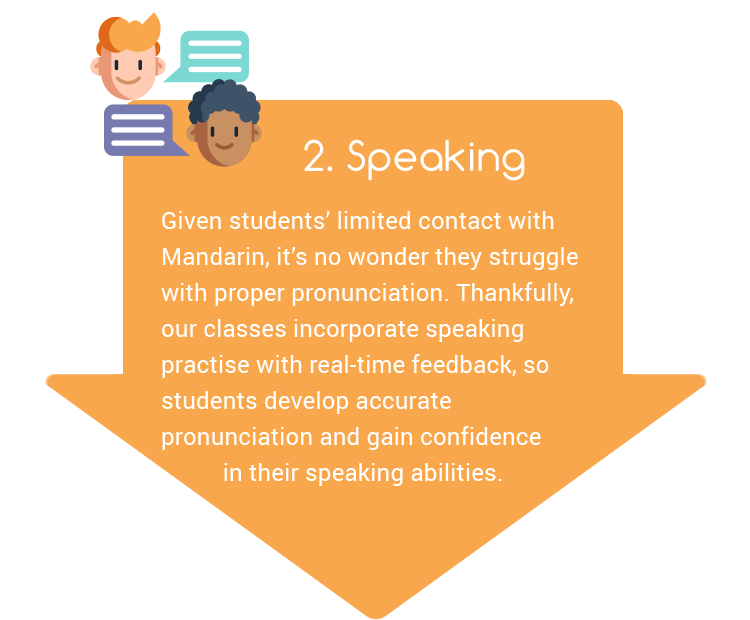 2. Speaking
Given students’ limited contact with
Mandarin, it’s no wonder they struggle
with proper pronunciation. Thankfully,
our classes incorporate speaking
practise with real-time feedback, so
students develop accurate
pronunciation and gain confidence
in their speaking abilities.